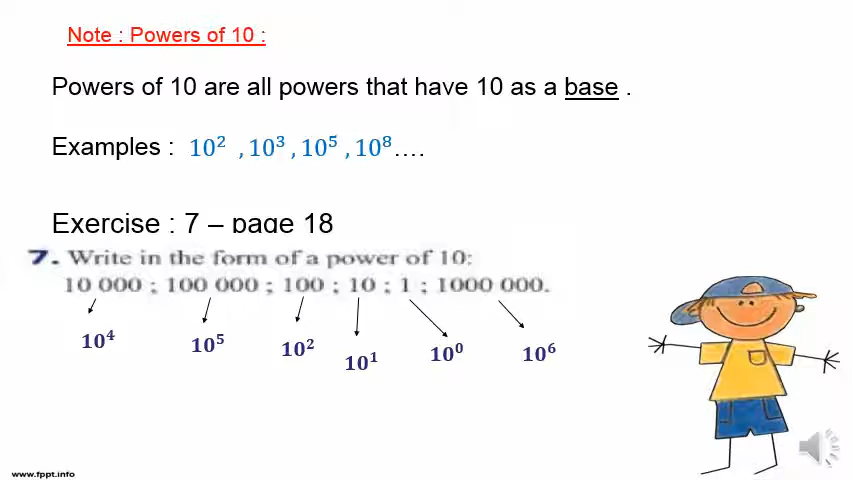 Note : Powers of 10 :
Powers of 10 are all powers that have 10 as a base .
Examples : 10² , 10³ , 10⁵ , 10⁸ ....
Exercise : 7 – page 18
7. Write in the form of a power of 10:
10 000 ; 100 000 ; 100 ; 10 ; 1 ; 1000 000.
10⁴ 10⁵ 10² 10¹ 10⁰ 10⁶
www.fppt.info